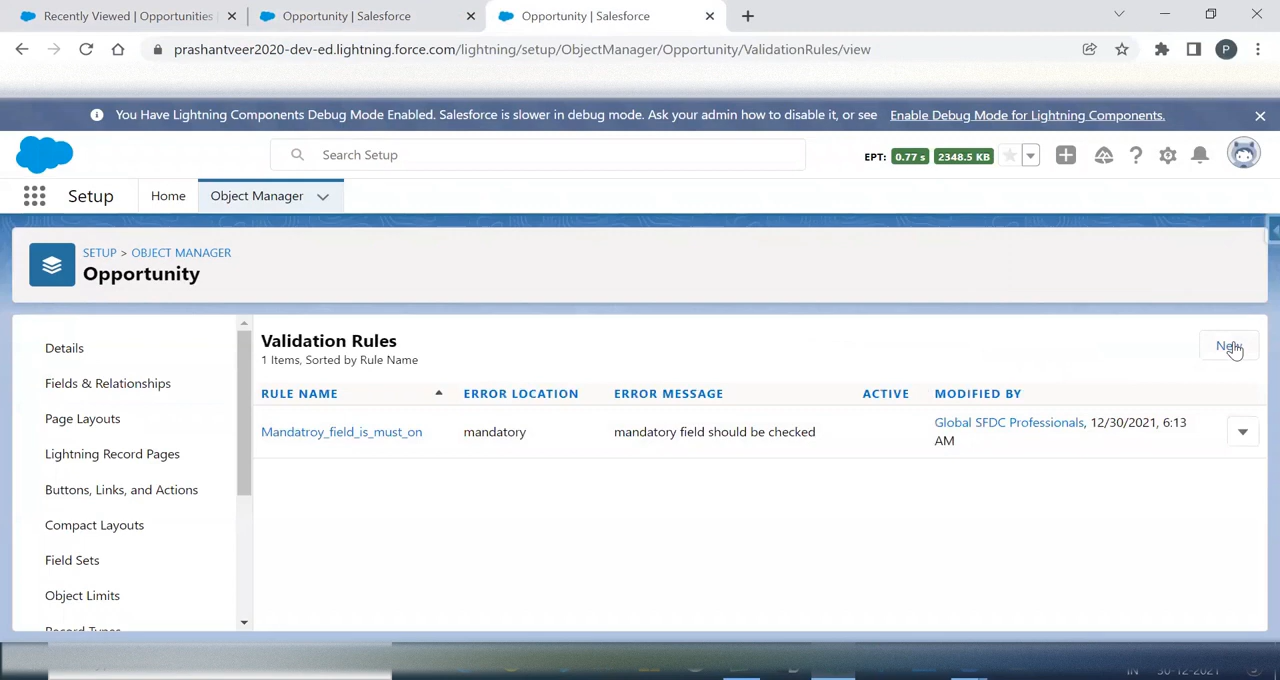 Recently Viewed | Opportunities
Opportunity | Salesforce
Opportunity | Salesforce
prashantveer2020-dev-ed.lightning.force.com/lightning/setup/ObjectManager/Opportunity/ValidationRules/view
P
You Have Lightning Components Debug Mode Enabled. Salesforce is slower in debug mode. Ask your admin how to disable it, or see Enable Debug Mode for Lightning Components.
Search Setup
EPT: 0.77 s 2348.5 KB
Setup
Home
Object Manager
SETUP > OBJECT MANAGER
Opportunity
Details
Fields & Relationships
Page Layouts
Lightning Record Pages
Buttons, Links, and Actions
Compact Layouts
Field Sets
Object Limits
Record Types
Validation Rules
1 Items, Sorted by Rule Name
New
RULE NAME ERROR LOCATION ERROR MESSAGE ACTIVE MODIFIED BY
Mandatroy_field_is_must_on mandatory mandatory field should be checked Global SFDC Professionals, 12/30/2021, 6:13
AM
IN 30-12-2021